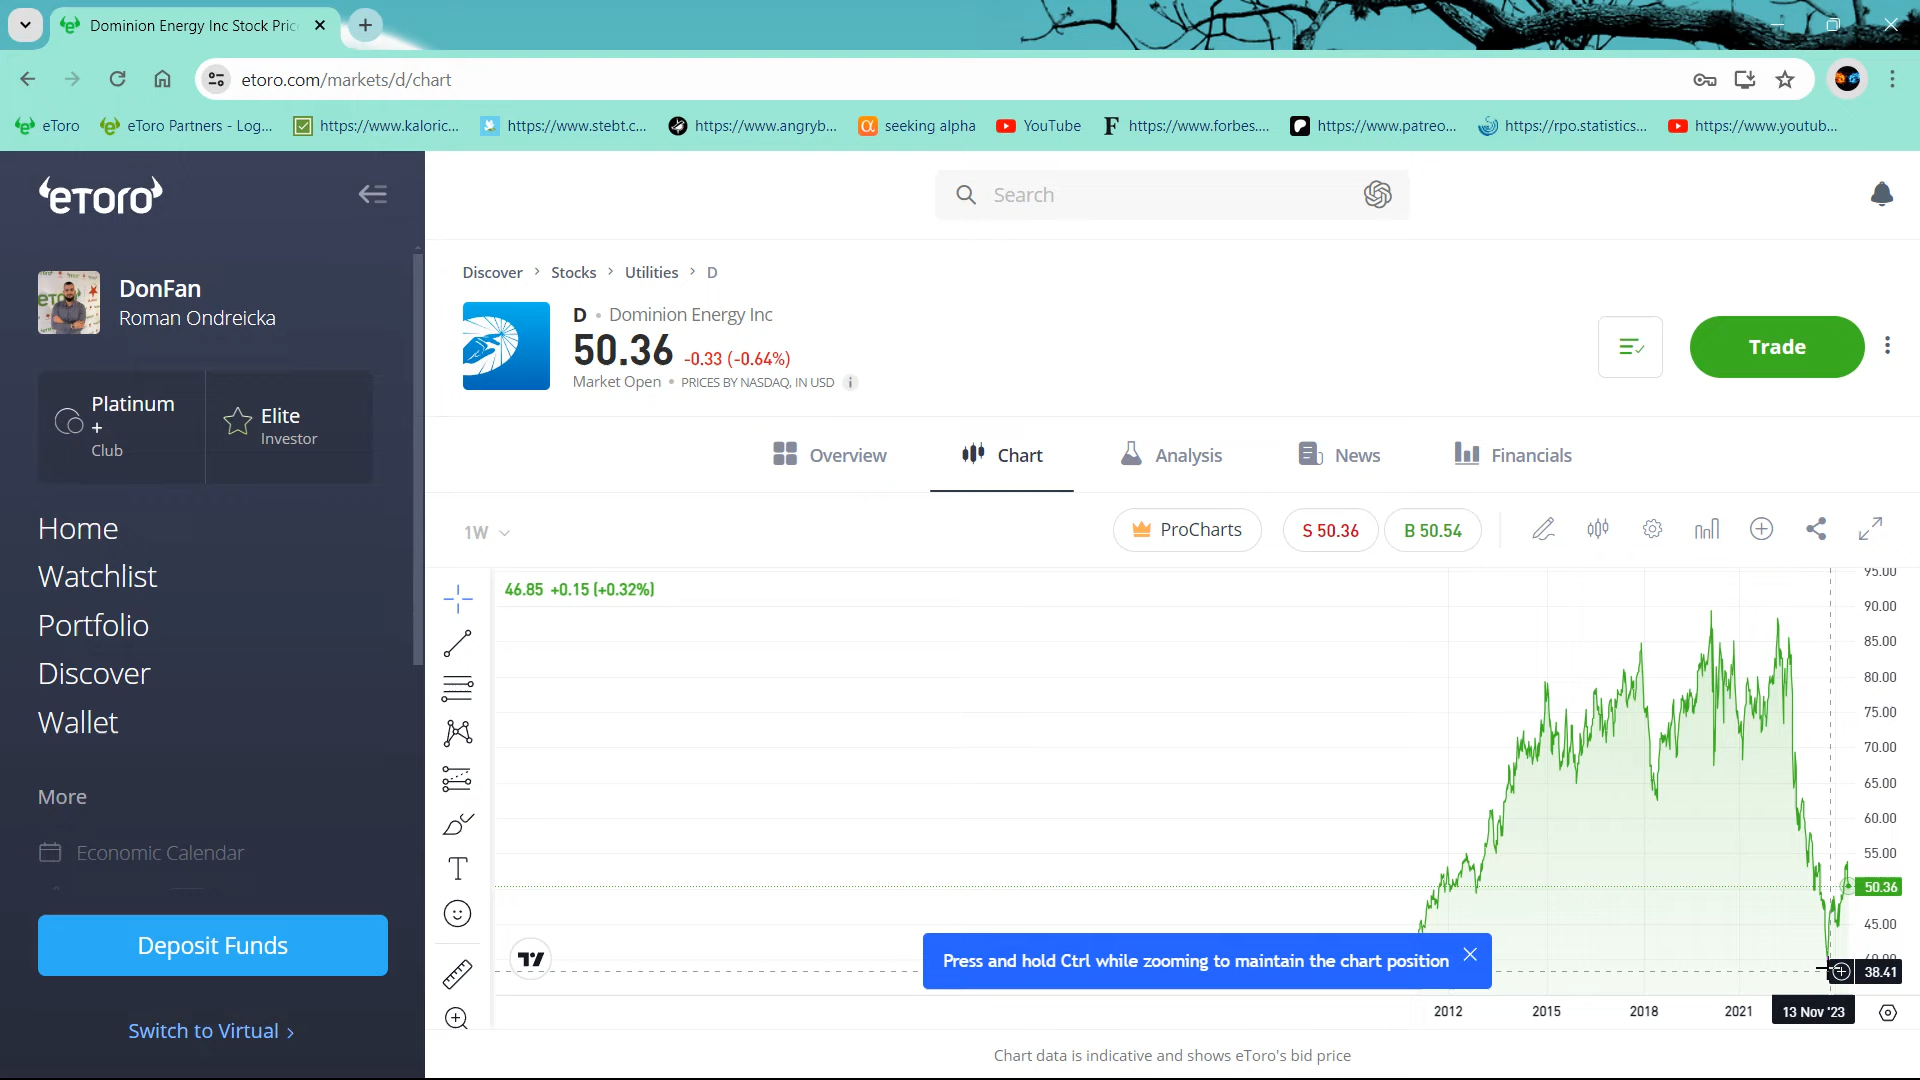 Dominion Energy Inc Stock Pric
etoro.com/markets/d/chart
eToro
eToro Partners - Log...
https://www.kaloric...
https://www.stebt.c...
https://www.angryb...
seeking alpha
YouTube
https://www.forbes....
https://www.patreo...
https://rpo.statistics...
https://www.youtub...
eToro
DonFan
Roman Ondreicka
Platinum
+
Club
Elite
Investor
Home
Watchlist
Portfolio
Discover
Wallet
More
Economic Calendar
Deposit Funds
Switch to Virtual >
Search
Discover > Stocks > Utilities > D
D • Dominion Energy Inc
50.36 -0.33 (-0.64%)
Market Open • PRICES BY NASDAQ, IN USD
Trade
Overview
Chart
Analysis
News
Financials
1W
ProCharts
S 50.36
B 50.54
46.85 +0.15 (+0.32%)
95.00
90.00
85.00
80.00
75.00
70.00
65.00
60.00
55.00
50.36
45.00
40.00
38.41
Press and hold Ctrl while zooming to maintain the chart position
2012
2015
2018
2021
13 Nov '23
Chart data is indicative and shows eToro's bid price